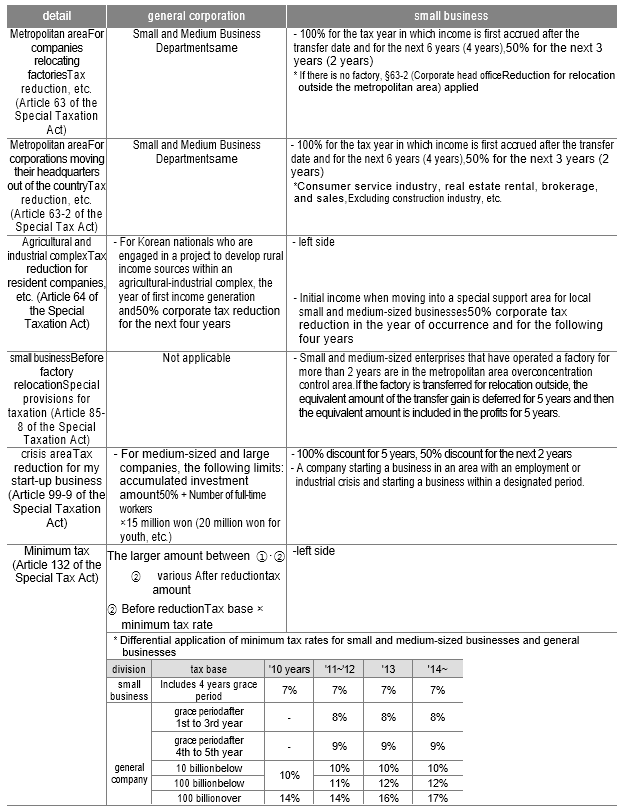 detail
general corporation
small business
Metropolitan areaFor
companies
relocating
factoriesTax
reduction, etc.
(Article 63 of the
Special Taxation
Act)
Small and Medium Business
Departmentsame
- 100% for the tax year in which income is first accrued after the
transfer date and for the next 6 years (4 years),50% for the next 3
years (2 years)
* If there is no factory, §63-2 (Corporate head officeReduction for relocation
outside the metropolitan area) applied
Metropolitan areaFor
corporations moving
their headquarters
out of the countryTax
reduction, etc.
(Article 63-2 of the
Special Tax Act)
Small and Medium Business
Departmentsame
- 100% for the tax year in which income is first accrued after the transfer
date and for the next 6 years (4 years),50% for the next 3 years (2
years)
*Consumer service industry, real estate rental, brokerage,
and sales,Excluding construction industry, etc.
Agricultural and
industrial complexTax
reduction for
resident companies,
etc. (Article 64 of the
Special Taxation
Act)
- For Korean nationals who are
engaged in a project to develop rural
income sources within an
agricultural-industrial complex, the
year of first income generation
and50% corporate tax reduction
for the next four years
- left side
- Initial income when moving into a special support area for local
small and medium-sized businesses50% corporate tax
reduction in the year of occurrence and for the following
four years
small businessBefore
factory
relocationSpecial
provisions for
taxation (Article 85-
8 of the Special
Taxation Act)
Not applicable
- Small and medium-sized enterprises that have operated a factory for
more than 2 years are in the metropolitan area overconcentration
control area.If the factory is transferred for relocation outside, the
equivalent amount of the transfer gain is deferred for 5 years and then
the equivalent amount is included in the profits for 5 years.
crisis areaTax
reduction for my
start-up business
(Article 99-9 of the
Special Taxation
Act)
- For medium-sized and large
companies, the following limits:
accumulated investment
amount50% + Number of full-time
workers
×15 million won (20 million won for
youth, etc.)
- 100% discount for 5 years, 50% discount for the next 2 years
- A company starting a business in an area with an employment or
industrial crisis and starting a business within a designated period.
Minimum tax
(Article 132 of the
Special Tax Act)
The larger amount between ①·②
② various After reductiontax
amount
② Before reductionTax base ×
minimum tax rate
-left side
* Differential application of minimum tax rates for small and medium-sized businesses and general
businesses
division tax base '10 years '11~'12 '13 '14~
small
business
Includes 4 years grace
period
7% 7% 7% 7%
general
company
grace periodafter
1st to 3rd year
- 8% 8% 8%
grace periodafter
4th to 5th year
- 9% 9% 9%
10 billionbelow 10% 10% 10% 10%
100 billionbelow 11% 12% 12%
100 billionover 14% 14% 16% 17%